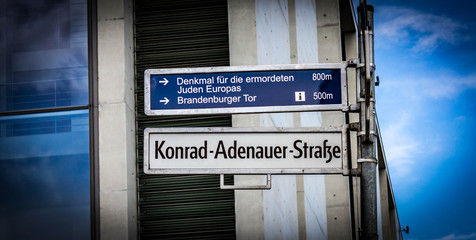 → Denkmal für die ermordeten 800m
Juden Europas
→ Brandenburger Tor i 500m
Konrad-Adenauer-Straße